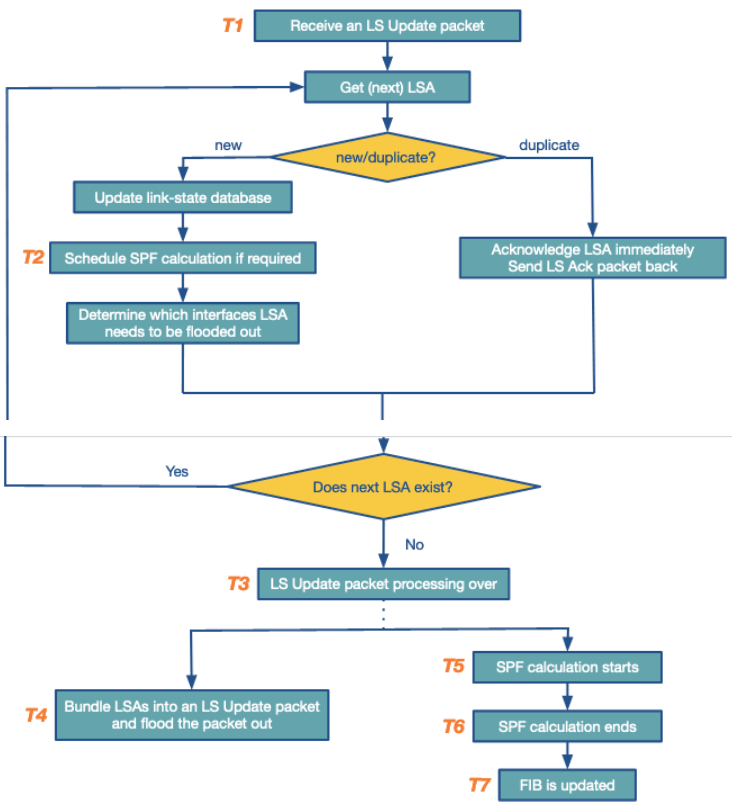 T1
Receive an LS Update packet
Get (next) LSA
new/duplicate?
new
duplicate
Update link-state database
T2
Schedule SPF calculation if required
Determine which interfaces LSA
needs to be flooded out
Acknowledge LSA immediately
Send LS Ack packet back
Does next LSA exist?
Yes
No
T3
LS Update packet processing over
T4
Bundle LSAs into an LS Update packet
and flood the packet out
T5
SPF calculation starts
T6
SPF calculation ends
T7
FIB is updated